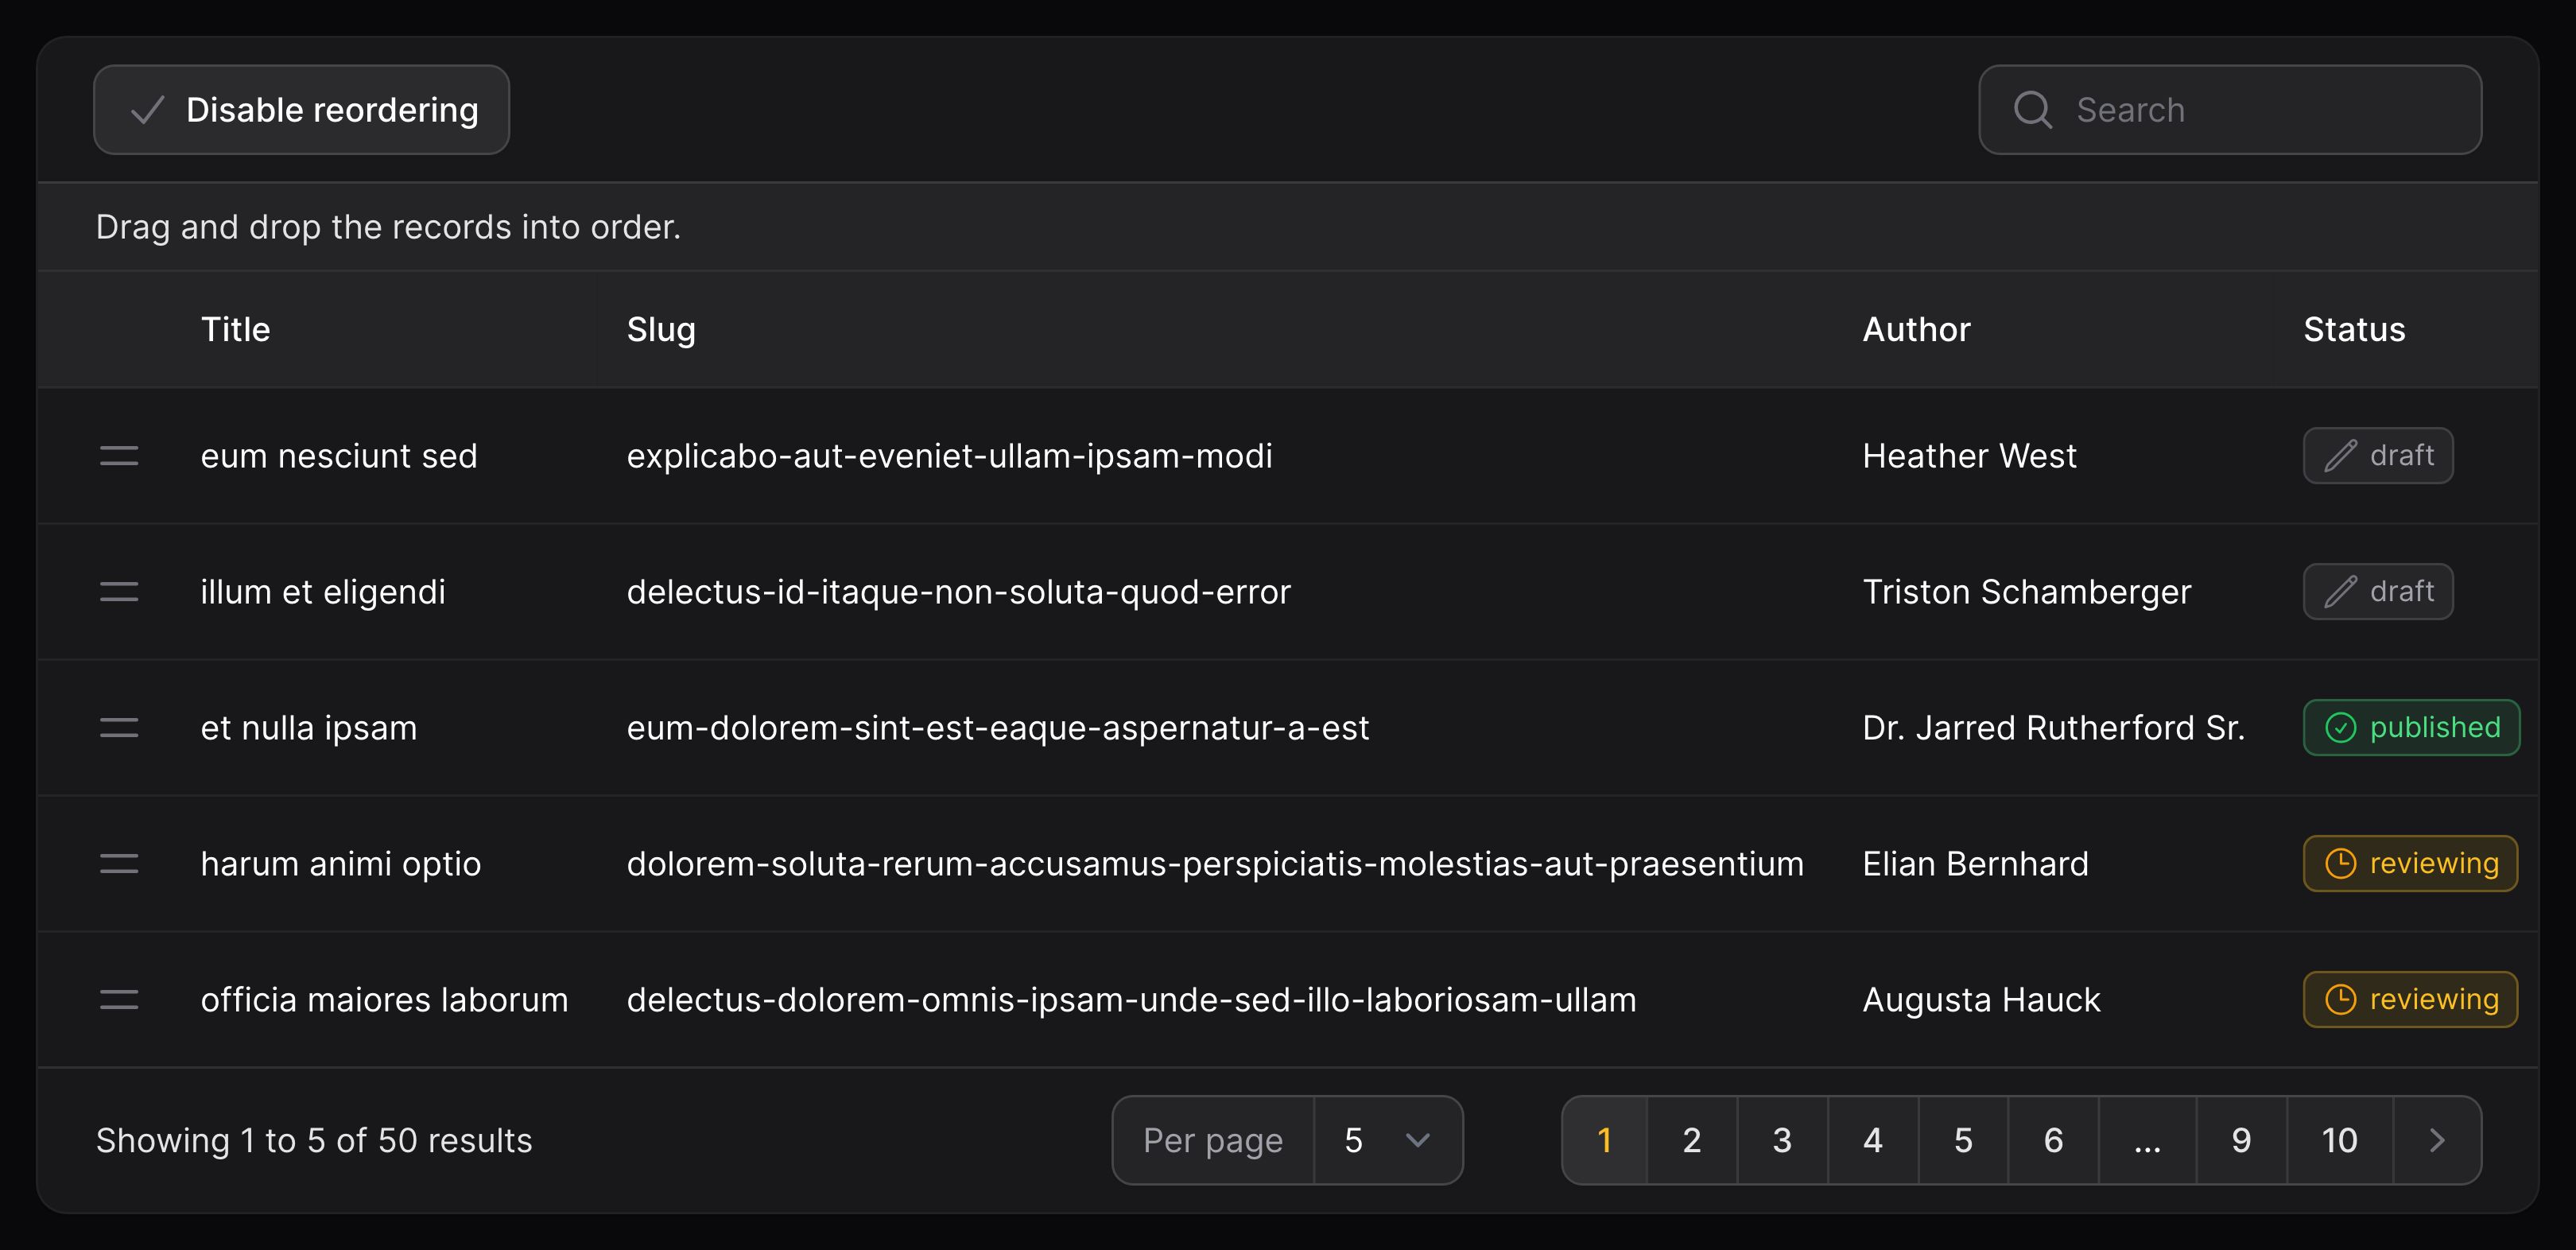 Disable reordering
Search
Drag and drop the records into order.
Title Slug Author Status
eum nesciunt sed explicabo-aut-eveniet-ullam-ipsam-modi Heather West draft
illum et eligendi delectus-id-itaque-non-soluta-quod-error Triston Schamberger draft
et nulla ipsam eum-dolorem-sint-est-eaque-aspernatur-a-est Dr. Jarred Rutherford Sr. published
harum animi optio dolorem-soluta-rerum-accusamus-perspiciatis-molestias-aut-praesentium Elian Bernhard reviewing
officia maiores laborum delectus-dolorem-omnis-ipsam-unde-sed-illo-laboriosam-ullam Augusta Hauck reviewing
Showing 1 to 5 of 50 results Per page 5 1 2 3 4 5 6 ... 9 10